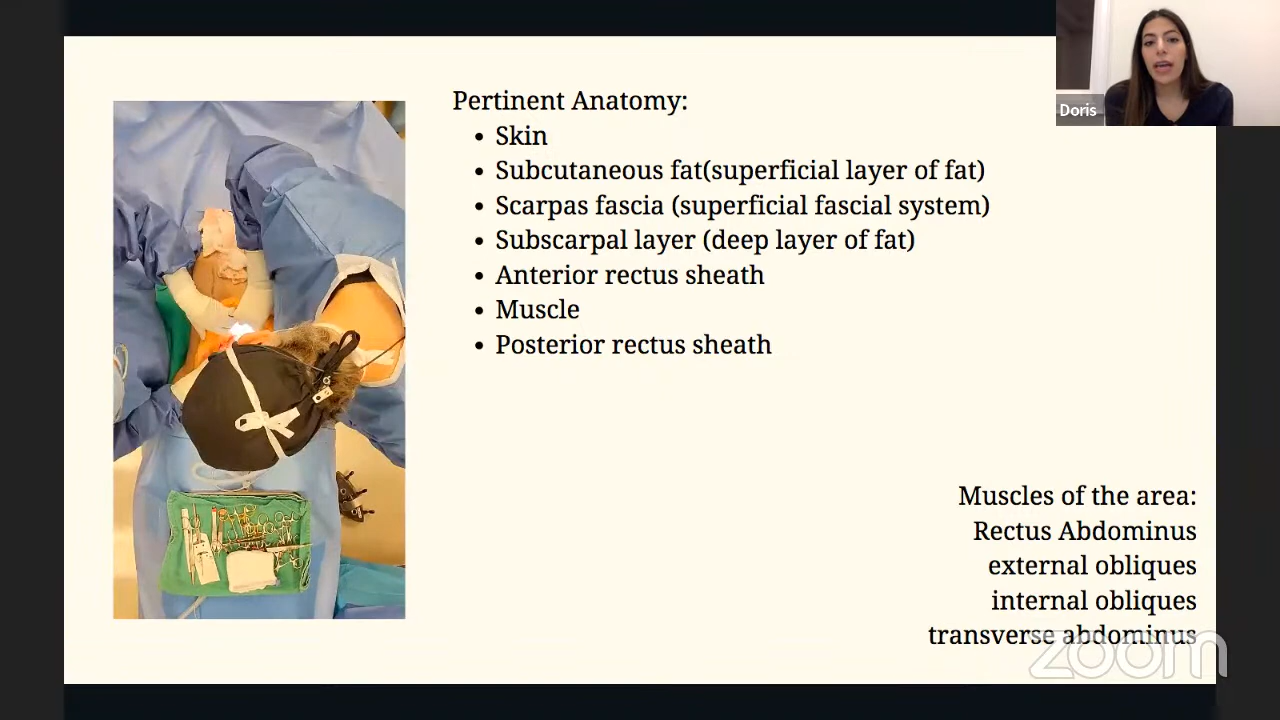 Pertinent Anatomy:
• Skin
• Subcutaneous fat(superficial layer of fat)
• Scarpas fascia (superficial fascial system)
• Subscarpal layer (deep layer of fat)
• Anterior rectus sheath
• Muscle
• Posterior rectus sheath
Muscles of the area:
Rectus Abdominus
external obliques
internal obliques
transverse abdominus
Doris
zoom